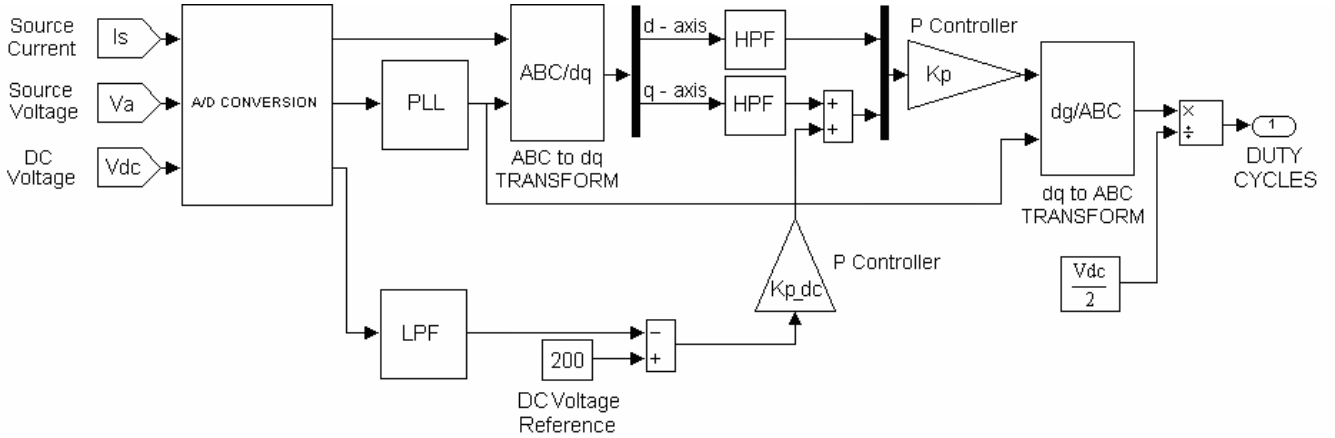 Source
Current
Is
Source
Voltage
Va
DC
Voltage
Vdc
A/D CONVERSION
PLL
ABC/dq
ABC to dq
TRANSFORM
d - axis
q - axis
HPF
HPF
+
+
P Controller
Kp
dg/ABC
dq to ABC
TRANSFORM
×
÷
1
DUTY
CYCLES
Vdc
2
P Controller
Kp_dc
LPF
−
+
200
DC Voltage
Reference